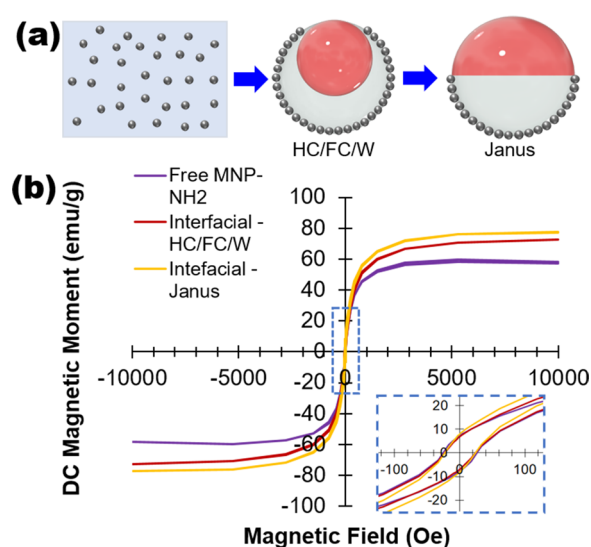 (a)
HC/FC/W
Janus
(b)
Free MNP-
NH2
Interfacial -
HC/FC/W
Intefacial -
Janus
DC Magnetic Moment (emu/g)
100
80
60
40
20
0
-20
-40
-60
-80
-100
-10000 -5000 0 5000 10000
20
10
0
-10
-20
-100 0 100
Magnetic Field (Oe)